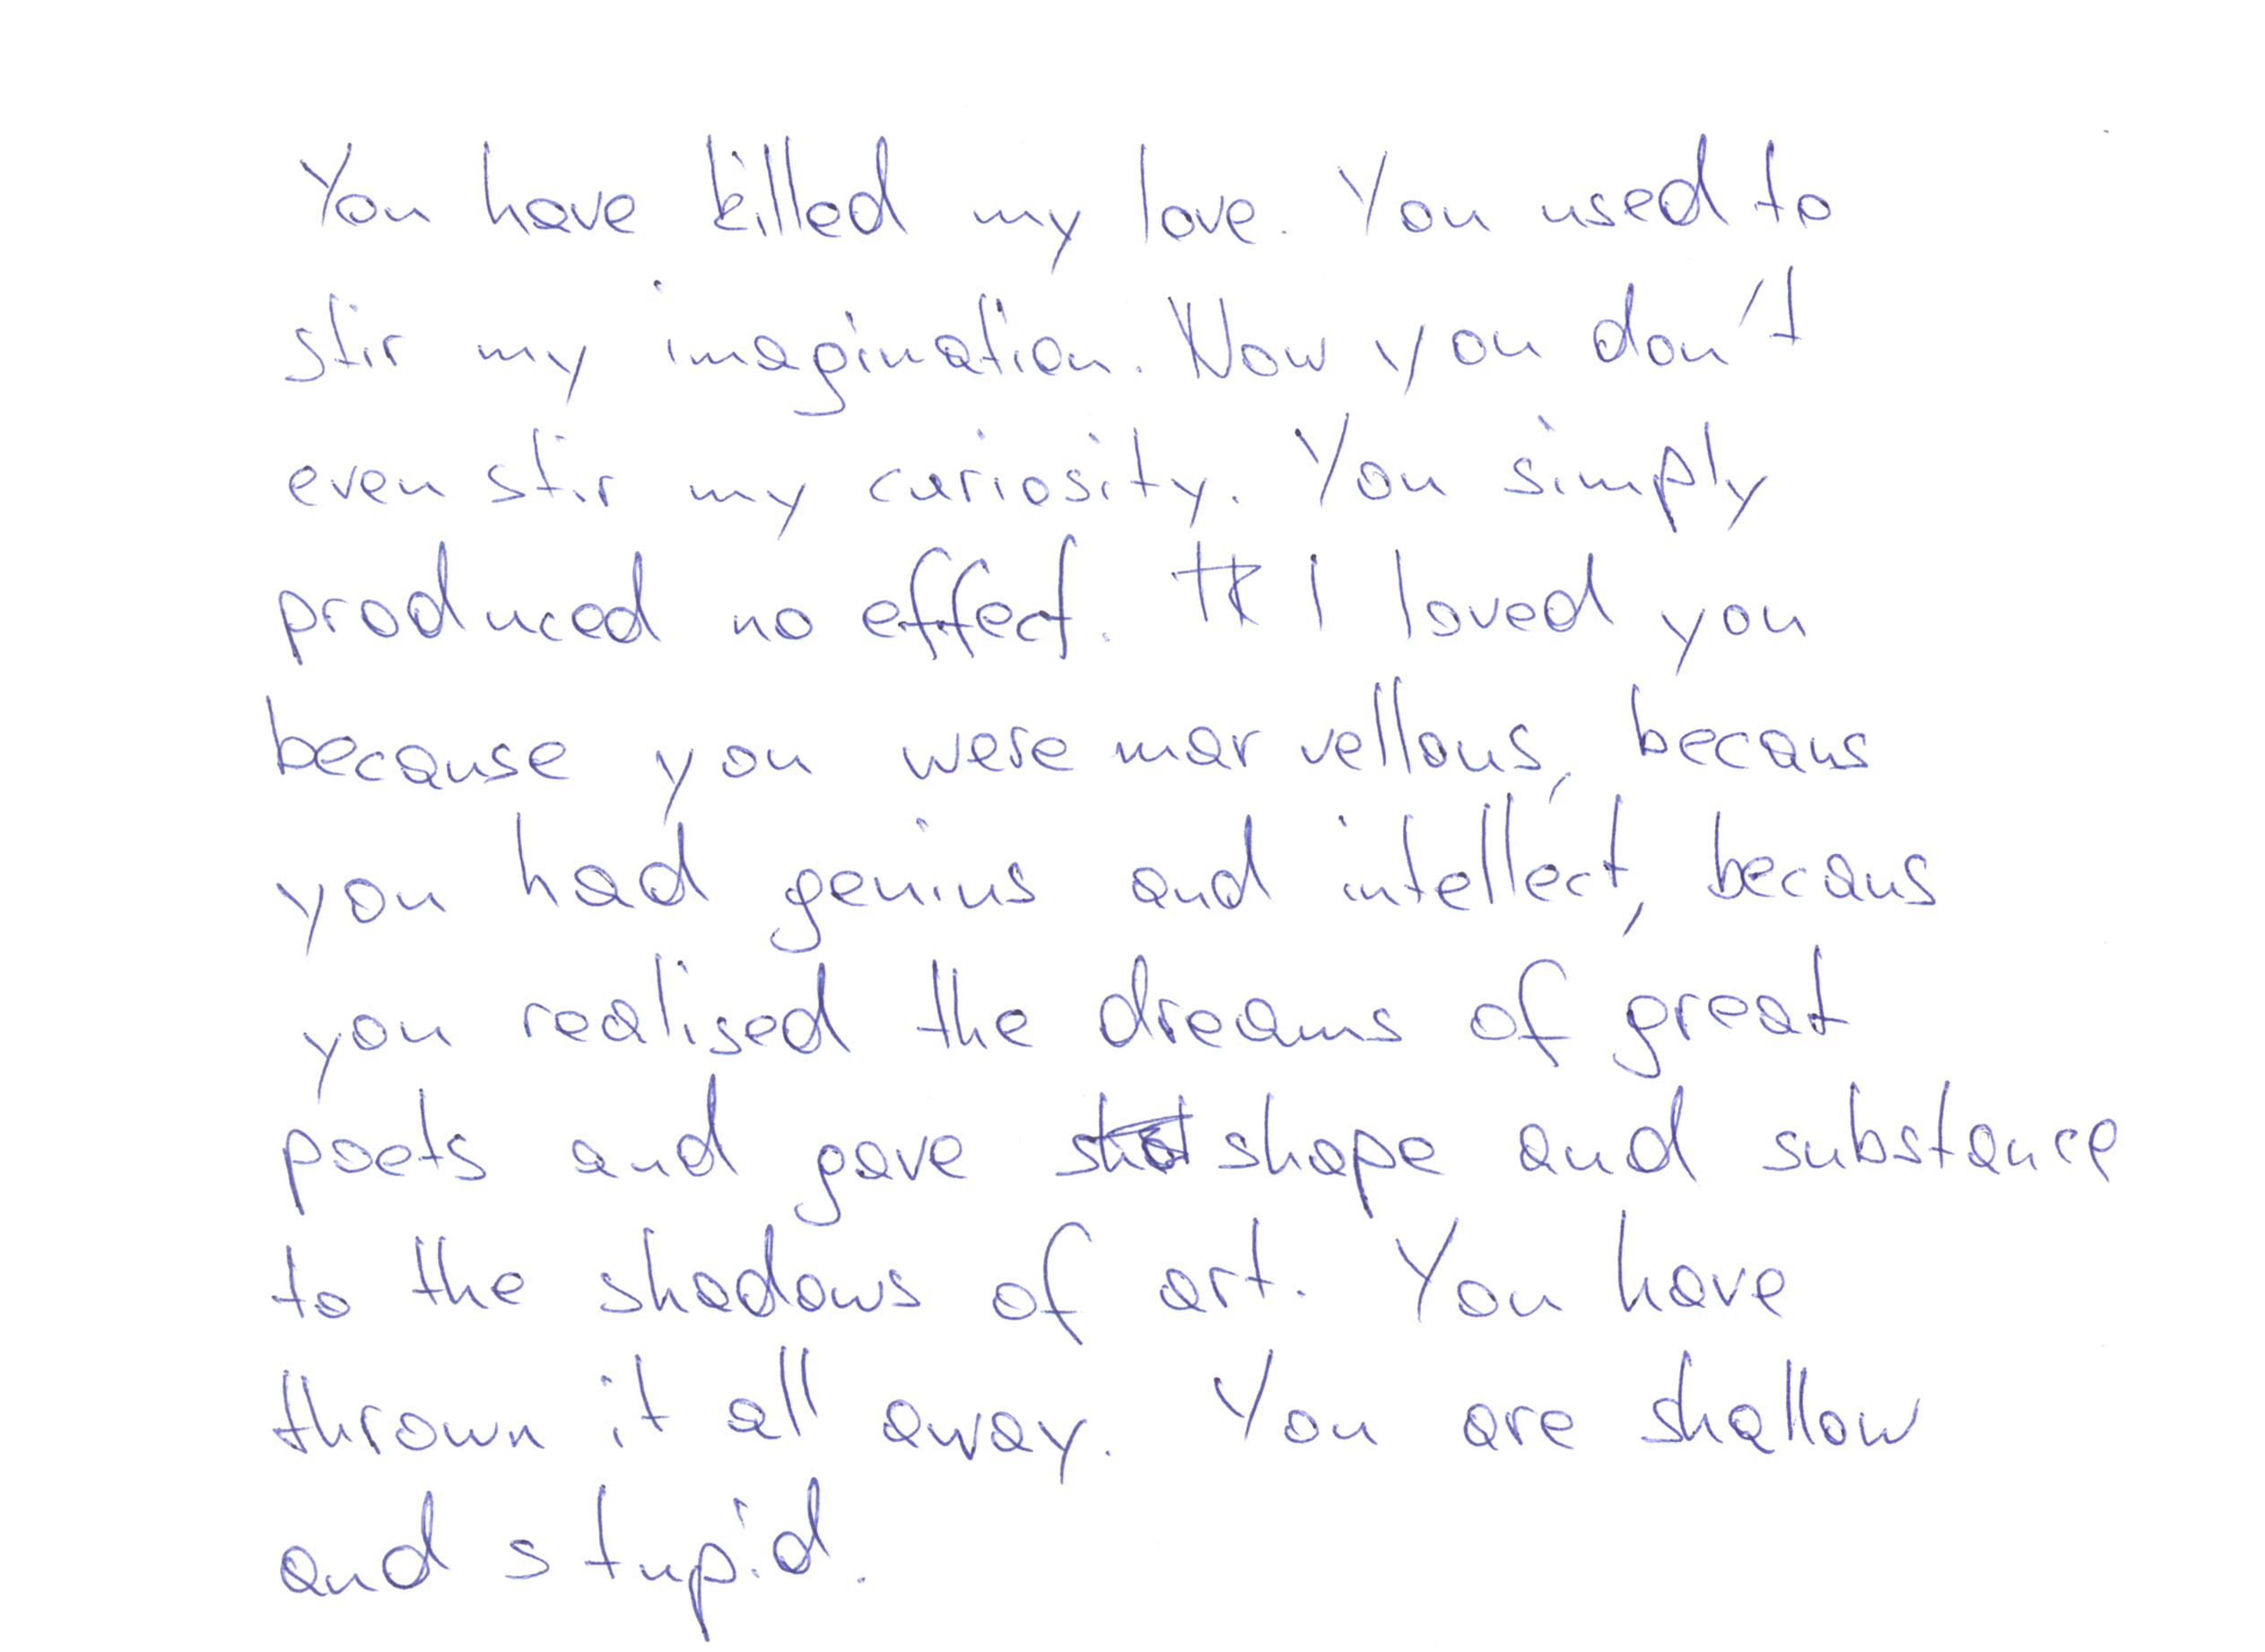 You have killed my love. You used to
stir my imagination. Now you don't
even stir my curiosity. You simply
produced no effect. I loved you
because you were marvellous, becaus
you had genius and intellect, becaus
you realised the dreams of great
poets and gave shape and substance
to the shadows of art. You have
thrown it all away. You are shallow
and stupid.